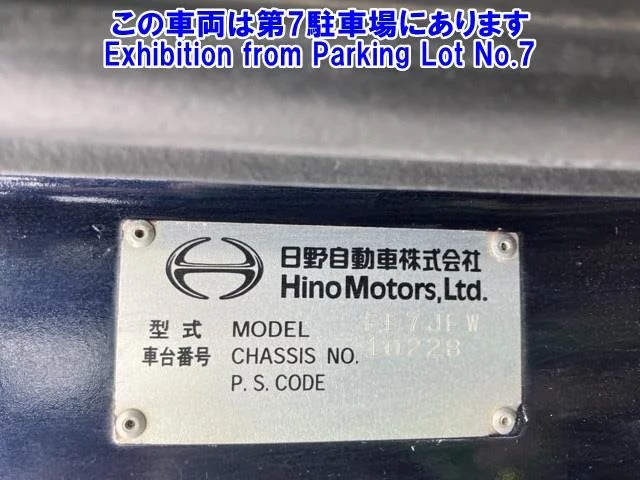 この車両は第7駐車場にあります
Exhibition from Parking Lot No.7
日野自動車株式会社
Hino Motors, Ltd.
型式 MODEL
車台番号 CHASSIS NO. 10228
P. S. CODE